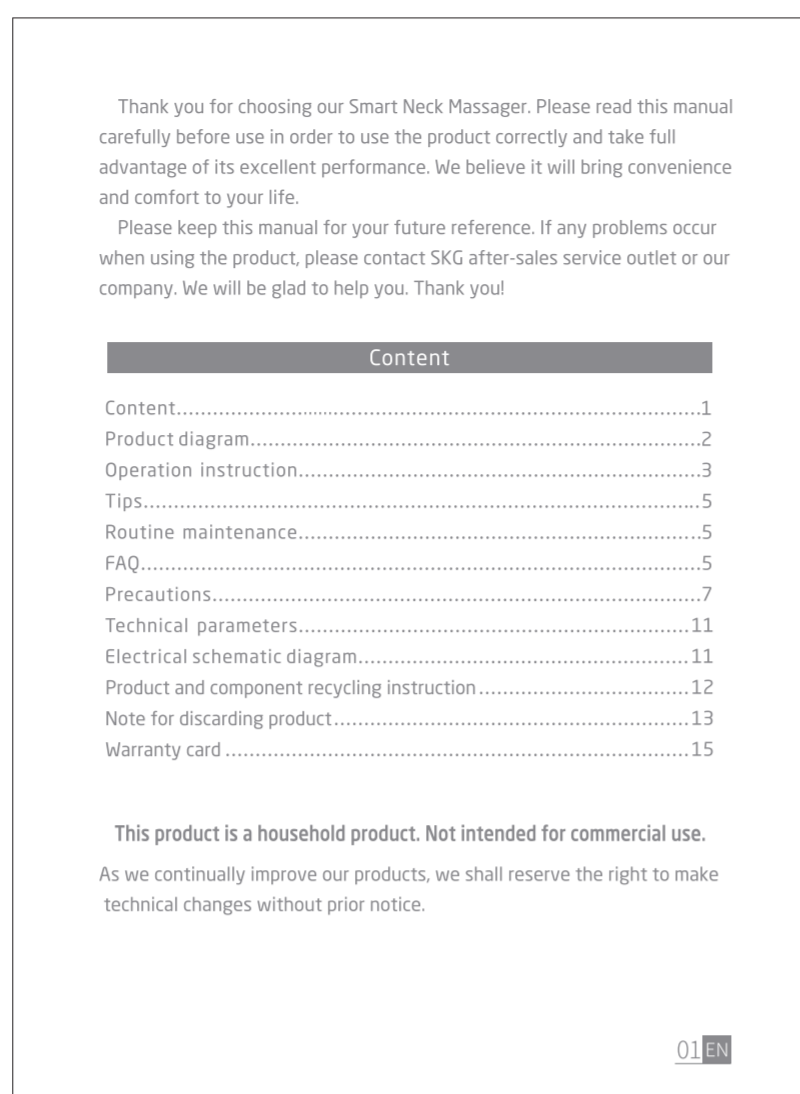 Thank you for choosing our Smart Neck Massager. Please read this manual
carefully before use in order to use the product correctly and take full
advantage of its excellent performance. We believe it will bring convenience
and comfort to your life.
Please keep this manual for your future reference. If any problems occur
when using the product, please contact SKG after-sales service outlet or our
company. We will be glad to help you. Thank you!
Content
Content.......................................................................................1
Product diagram...........................................................................2
Operation instruction...................................................................3
Tips............................................................................................5
Routine maintenance...................................................................5
FAQ............................................................................................5
Precautions.................................................................................7
Technical parameters.................................................................11
Electrical schematic diagram.......................................................11
Product and component recycling instruction...................................12
Note for discarding product...........................................................13
Warranty card .............................................................................15
This product is a household product. Not intended for commercial use.
As we continually improve our products, we shall reserve the right to make
technical changes without prior notice.
01 EN